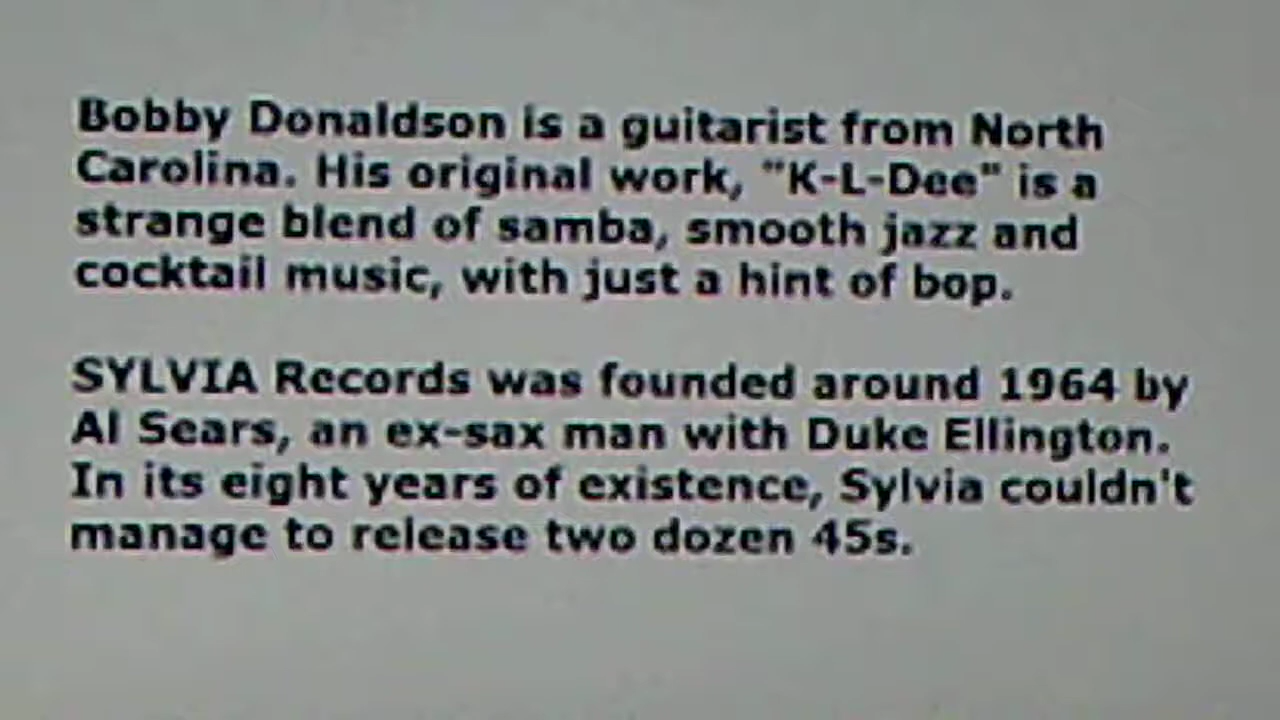 Bobby Donaldson is a guitarist from North
Carolina. His original work, "K-L-Dee" is a
strange blend of samba, smooth jazz and
cocktail music, with just a hint of bop.
SYLVIA Records was founded around 1964 by
Al Sears, an ex-sax man with Duke Ellington.
In its eight years of existence, Sylvia couldn't
manage to release two dozen 45s.